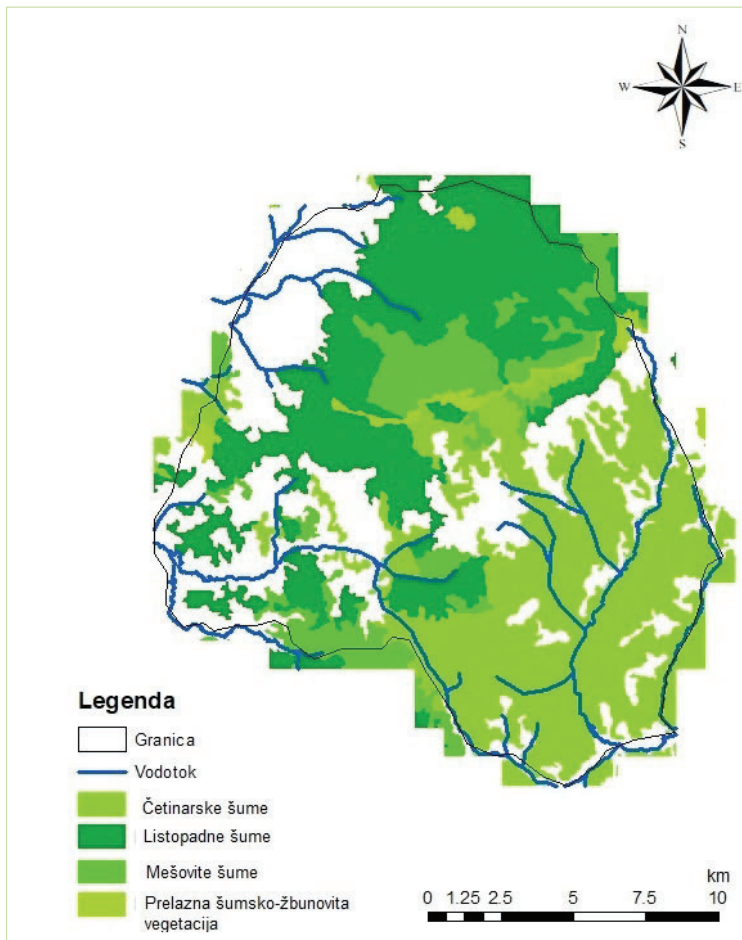 N
W E
S
Legenda
Granica
Vodotok
Četinarske šume
Listopadne šume
Mešovite šume
Prelazna šumsko-žbunovita
vegetacija
km
0 1.25 2.5 5 7.5 10